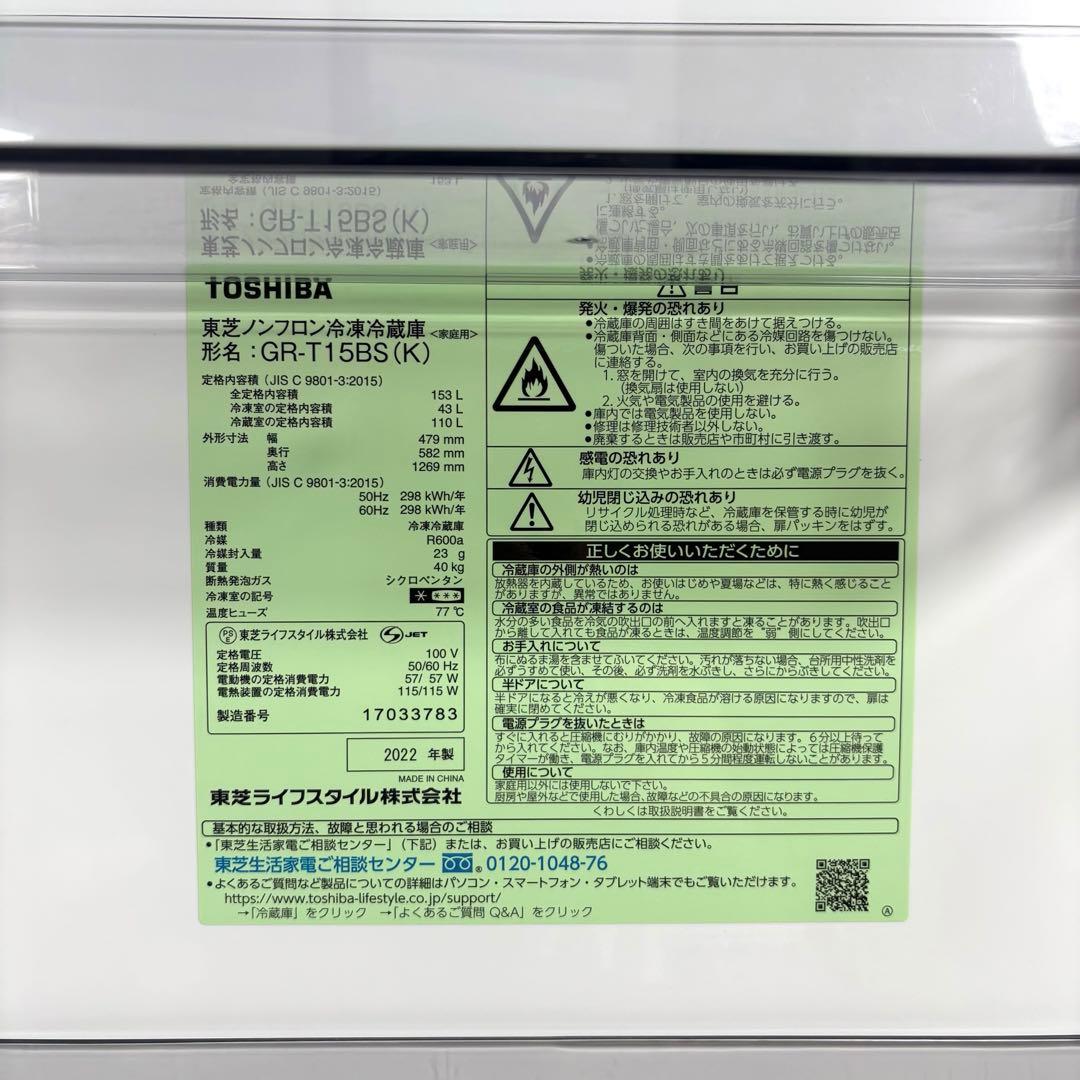 TOSHIBA
東芝ノンフロン冷凍冷蔵庫<家庭用>
形名：GR-T15BS(K)
定格内容積（JIS C 9801-3:2015）
全定格内容積 153 L
冷凍室の定格内容積 43 L
冷蔵室の定格内容積 110 L
外形寸法 幅 479 mm
奥行 582 mm
高さ 1269 mm
消費電力量（JIS C 9801-3:2015）
50Hz 298 kWh/年
60Hz 298 kWh/年
種類 冷凍冷蔵庫
冷媒 R600a
冷媒封入量 23 g
質量 40 kg
断熱発泡ガス シクロペンタン
冷凍室の記号
温度ヒューズ 77 ℃
PSE 東芝ライフスタイル株式会社 JET
定格電圧 100 V
定格周波数 50/60 Hz
電動機の定格消費電力 57/ 57 W
電熱装置の定格消費電力 115/115 W
製造番号 17033783
2022 年製
MADE IN CHINA
東芝ライフスタイル株式会社
発火・爆発の恐れあり
●冷蔵庫の周囲はすき間をあけて据えつける。
●冷蔵庫背面・側面などにある冷媒回路を傷つけない。
傷ついた場合、次の事項を行い、お買い上げの販売店
に連絡する。
1. 窓を開けて、室内の換気を充分に行う。
(換気扇は使用しない)
2. 火気や電気製品の使用を避ける。
●庫内では電気製品を使用しない。
●修理は修理技術者以外しない。
●廃棄するときは販売店や市町村に引き渡す。
感電の恐れあり
庫内灯の交換やお手入れのときは必ず電源プラグを抜く。
幼児閉じ込みの恐れあり
リサイクル処理時など、冷蔵庫を保管する時に幼児が
閉じ込められる恐れがある場合、扉パッキンをはずす。
正しくお使いいただくために
冷蔵庫の外側が熱いのは
放熱器を内蔵しているため、お使いはじめや夏場などは、特に熱く感じること
がありますが、異常ではありません。
冷蔵室の食品が凍結するのは
水分の多い食品を冷気の吹出口の前へ入れますと凍ることがあります。吹出口
から離して入れても食品が凍るときは、温度調節を“弱”側にしてください。
お手入れについて
布にぬるま湯を含ませてふいてください。汚れが落ちない場合、台所用中性洗剤を
必ずうすめて使い、その後、必ず洗剤を水ぶきし、さらにからぶきしてください。
半ドアについて
半ドアになると冷えが悪くなり、冷凍食品が溶ける原因になりますので、扉は
確実に閉めてください。
電源プラグを抜いたときは
すぐに入れると圧縮機にむりがかかり、故障の原因になります。6分以上待って
から入れてください。なお、庫内温度や圧縮機の始動状態によっては圧縮機保護
タイマーが働き、電源プラグを入れてから5分間程度運転しないことがあります。
使用について
家庭用以外には使用しないで下さい。
厨房や屋外などで使用した場合、故障などの不具合の原因になります。
くわしくは取扱説明書をご覧ください。
基本的な取扱方法、故障と思われる場合のご相談
●「東芝生活家電ご相談センター」(下記）または、お買い上げの販売店にご相談ください。
東芝生活家電ご相談センター ® 0120-1048-76
●よくあるご質問など製品についての詳細はパソコン・スマートフォン・タブレット端末でもご覧いただけます。
https://www.toshiba-lifestyle.co.jp/support/
→「冷蔵庫」をクリック →「よくあるご質問 Q&A」をクリック
Ⓐ